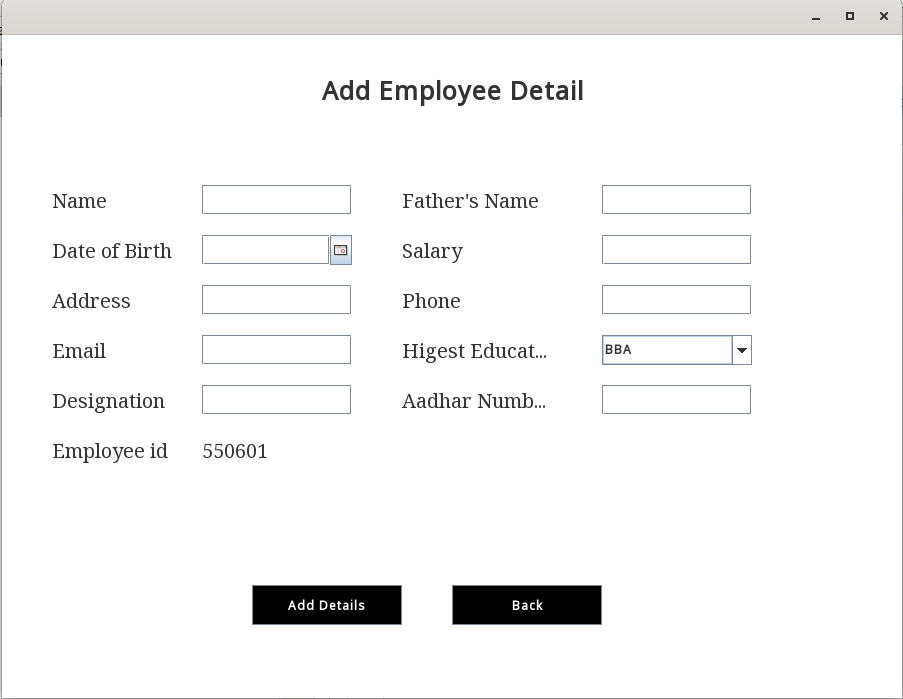 Add Employee Detail
Name Father's Name
Date of Birth Salary
Address Phone
Email Higest Educat... BBA
Designation Aadhar Numb...
Employee id 550601
Add Details Back